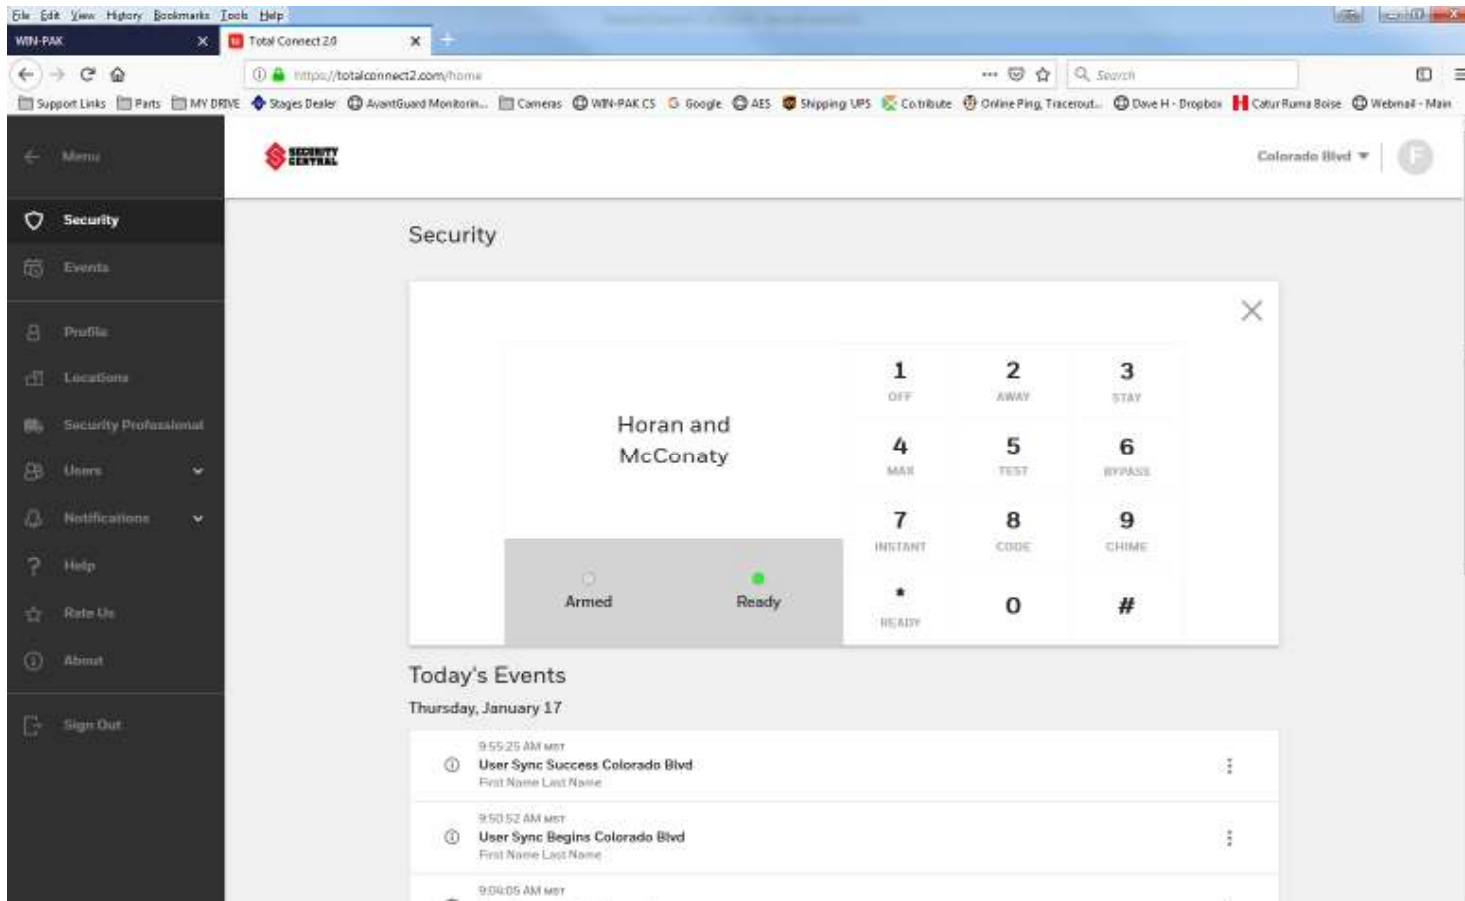 File Edit View History Bookmarks Tools Help
WIN-PAK Total Connect 2.0
https://totalconnect2.com/home Search
Support Links Parts MY DRIVE Stages Dealer AvantGuard Monitorin... Cameras WIN-PAK CS Google AES Shipping UPS Co.tribute Online Ping, Tracerout... Dave H - Dropbox Catur Ruma Boise Webmail - Main
Menu
SECURITY
CENTRAL
Colorado Blvd F
Security
Events
Profile
Locations
Security Professional
Users
Notifications
Help
Rate Us
About
Sign Out
Security
Horan and
McConaty
Armed Ready
1 2 3
OFF AWAY STAY
4 5 6
MAX TEST BYPASS
7 8 9
INSTANT CODE CHIME
* 0 #
READY
Today's Events
Thursday, January 17
9:55:25 AM MST
User Sync Success Colorado Blvd
First Name Last Name
9:50:52 AM MST
User Sync Begins Colorado Blvd
First Name Last Name
9:04:05 AM MST